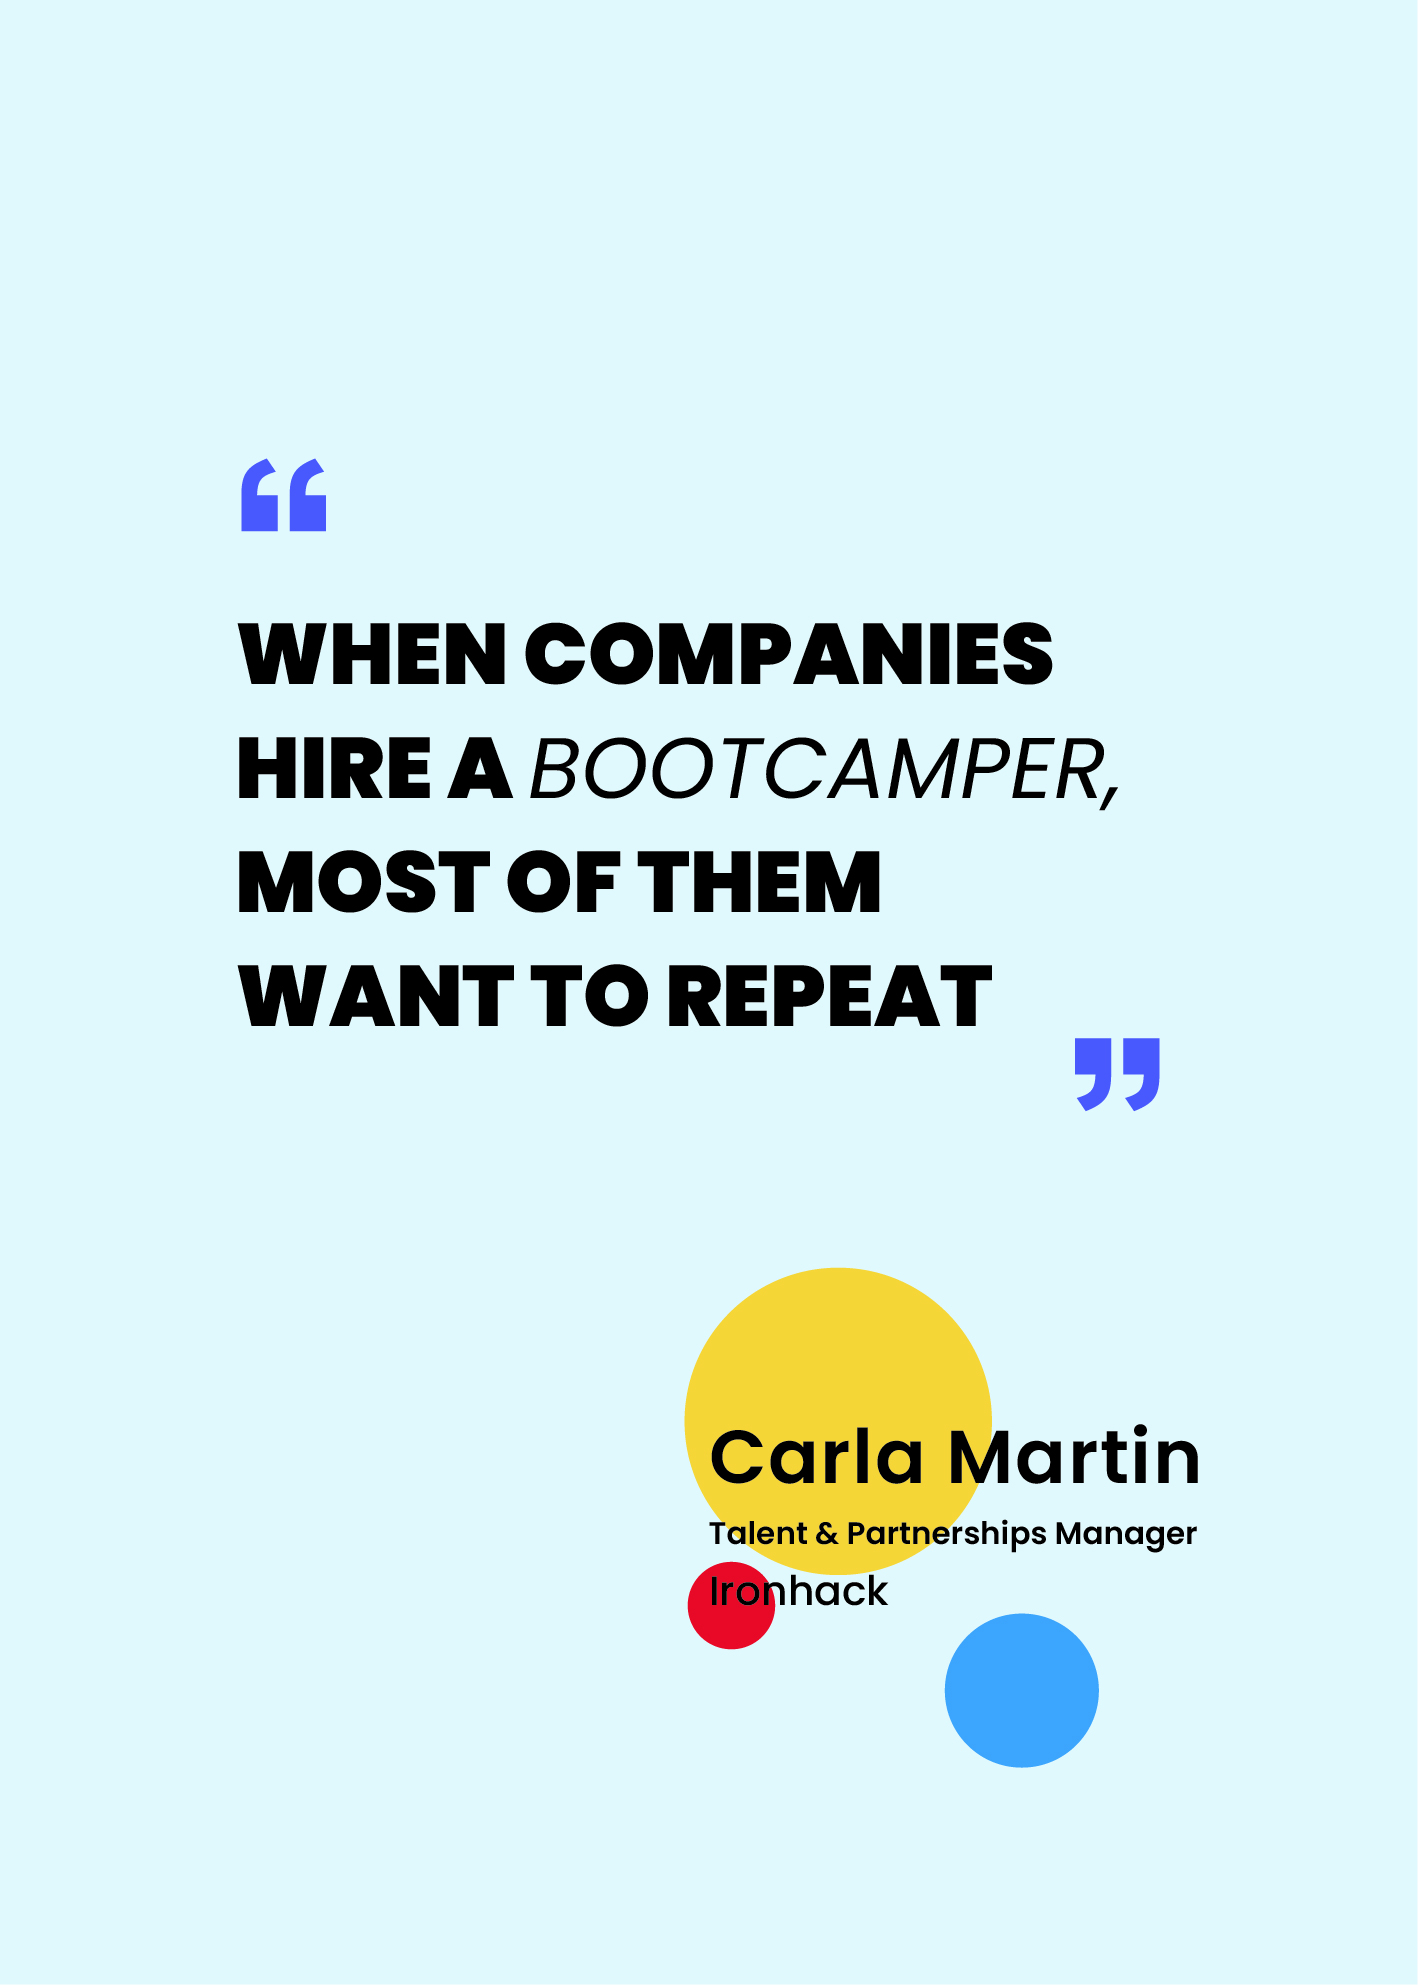 “
WHEN COMPANIES
HIRE A BOOTCAMPER,
MOST OF THEM
WANT TO REPEAT
”
Carla Martin
Talent & Partnerships Manager
Ironhack